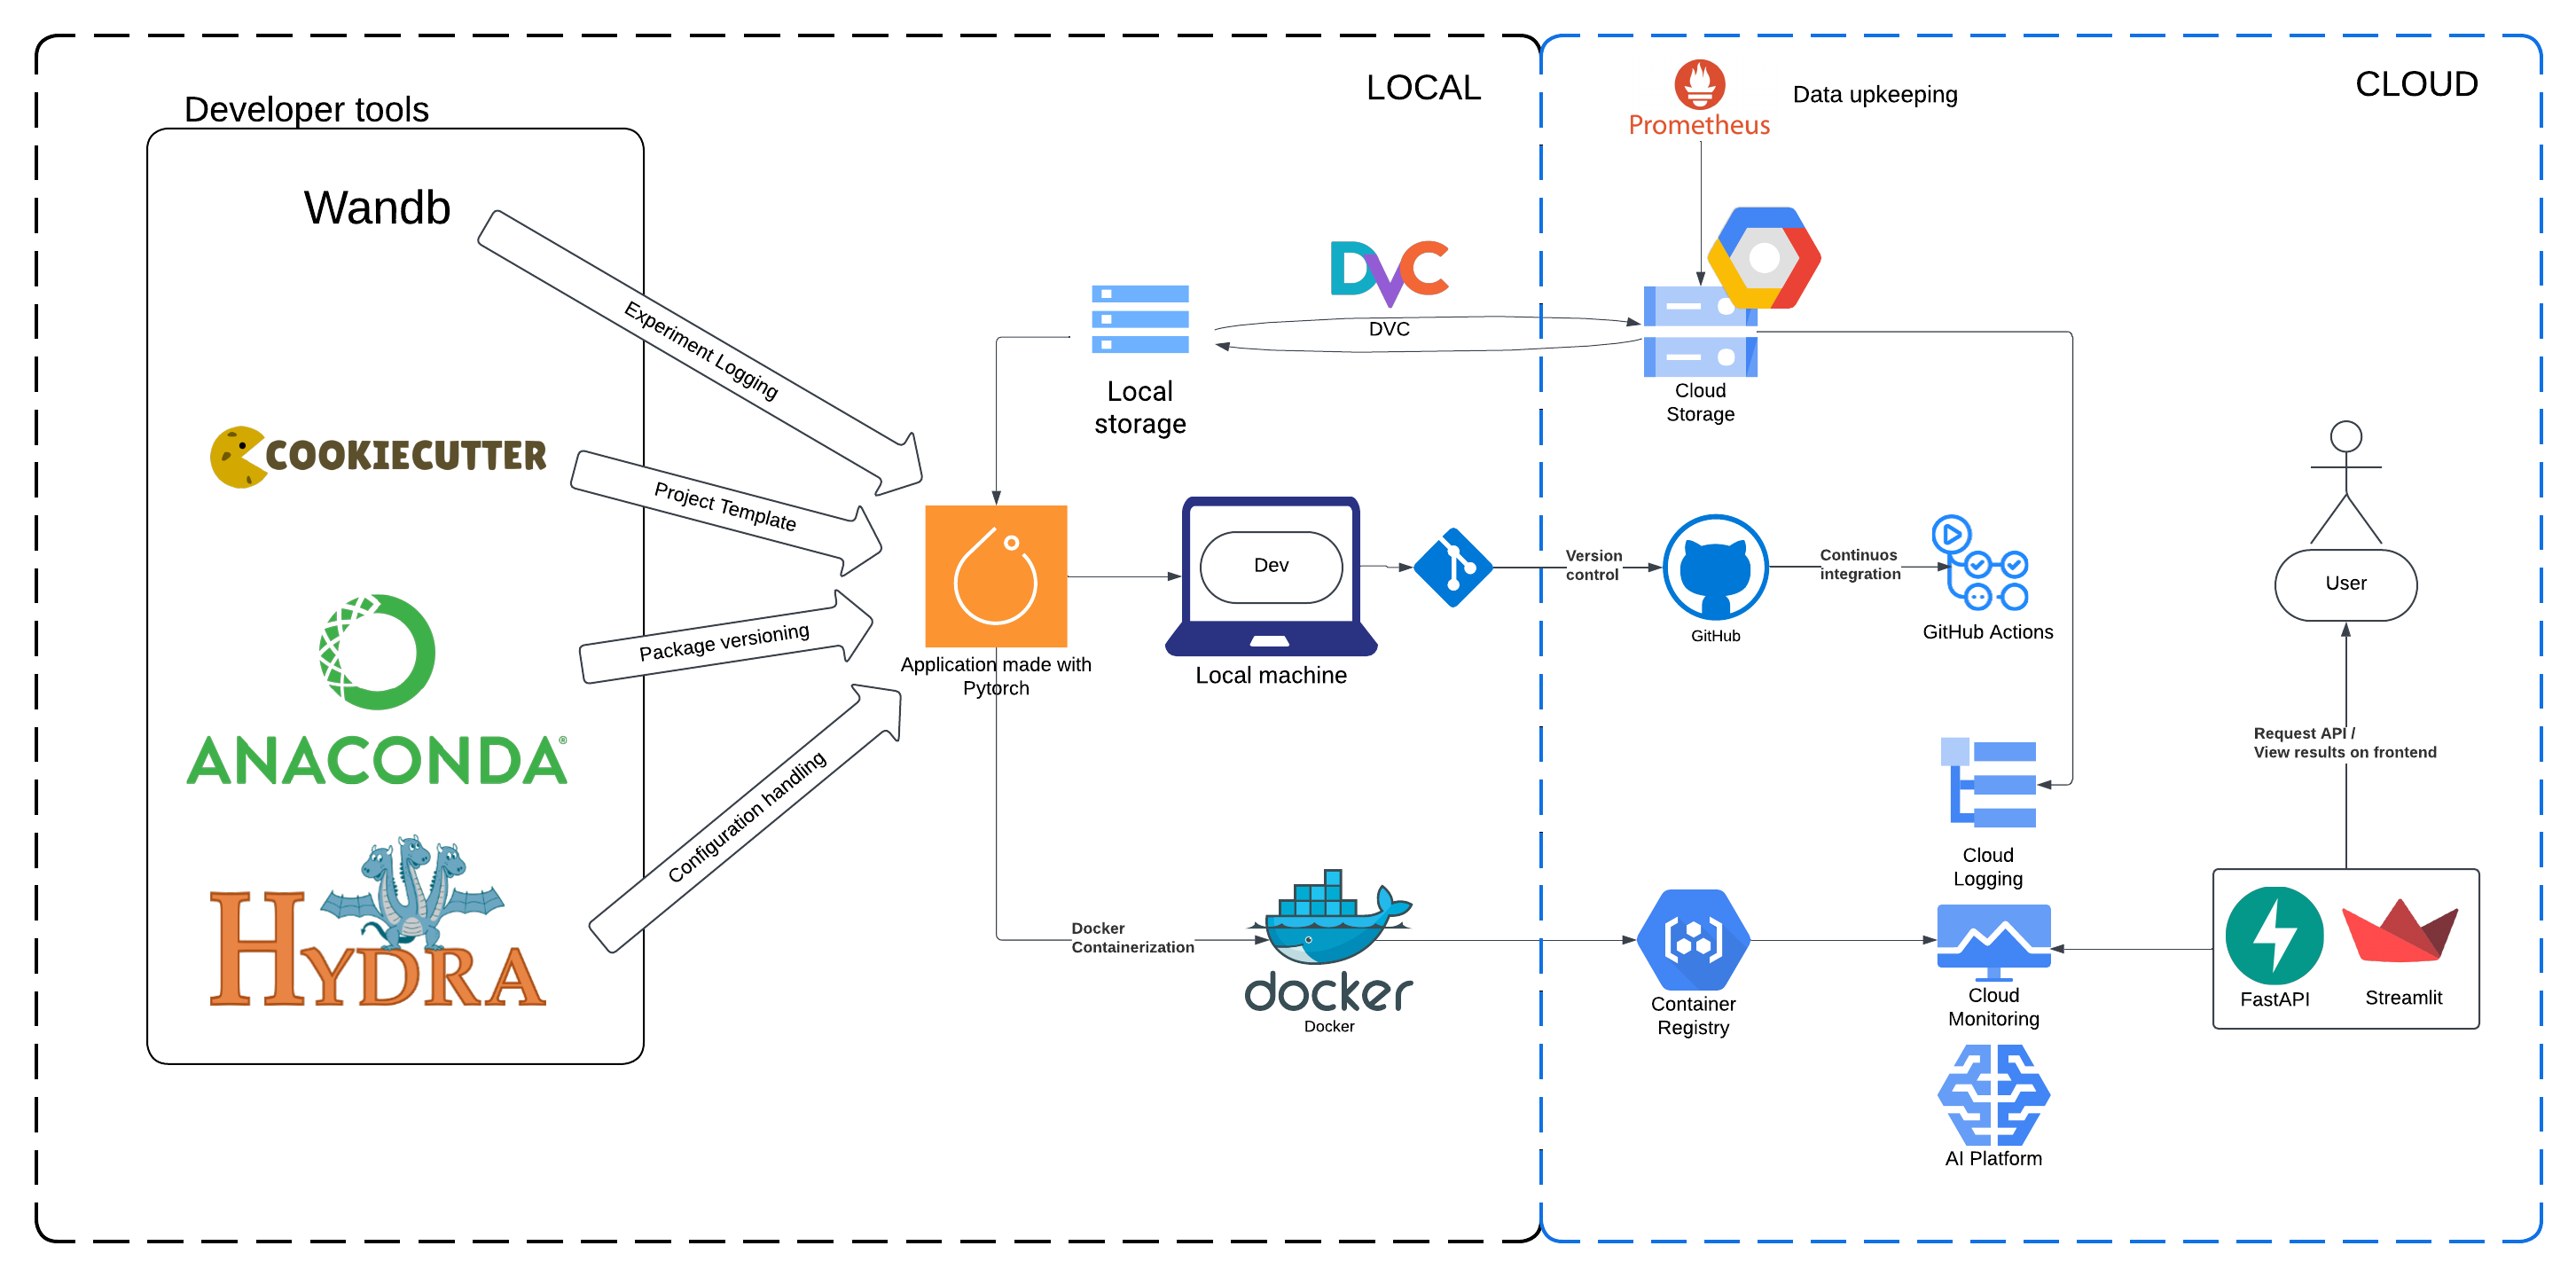 Developer tools
LOCAL
Wandb
Experiment Logging
COOKIECUTTER
Project Template
ANACONDA®
Package versioning
HYDRA
Configuration handling
Local
storage
DVC
DVC
Application made with
Pytorch
Dev
Local machine
Docker
Containerization
docker
Docker
CLOUD
Prometheus
Data upkeeping
Cloud
Storage
Version
control
GitHub
Continuos
integration
GitHub Actions
User
Request API /
View results on frontend
Cloud
Logging
Container
Registry
Cloud
Monitoring
FastAPI
Streamlit
AI Platform